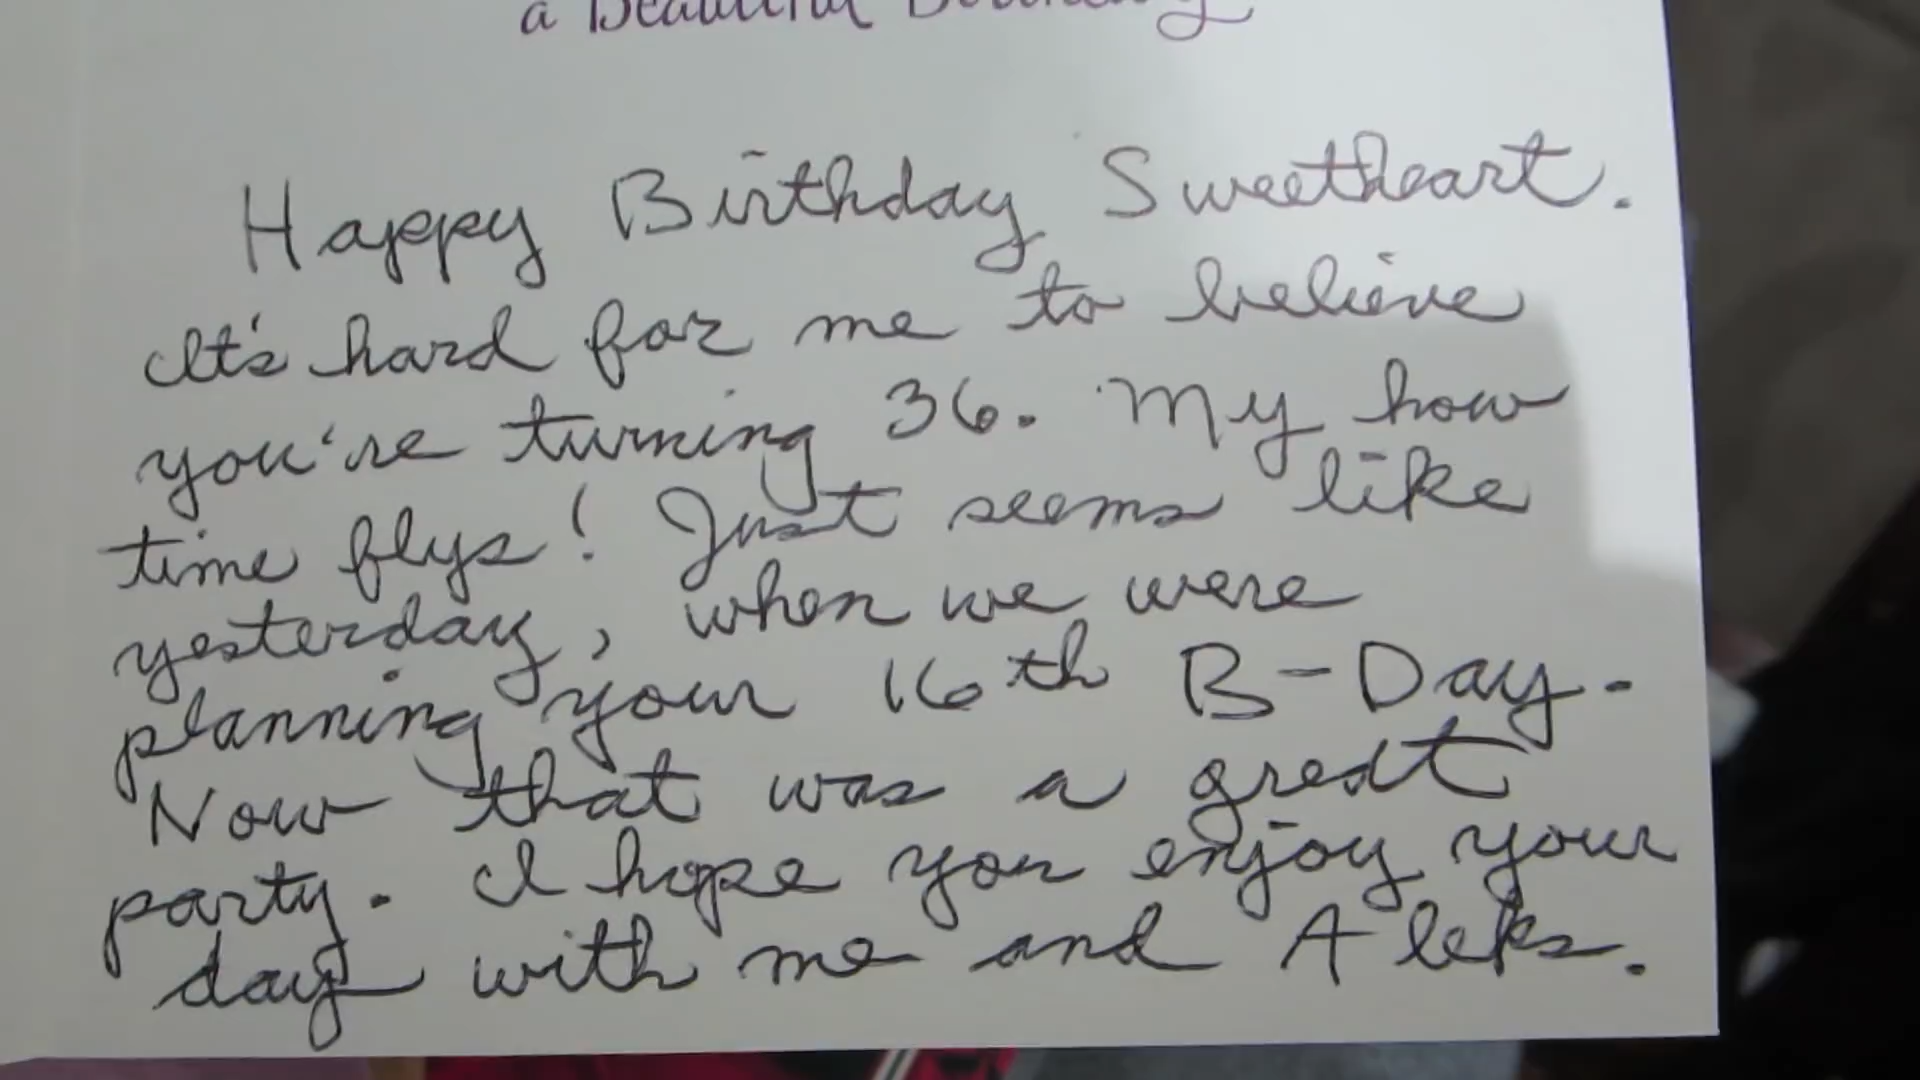 a Beautiful
Happy Birthday Sweetheart.
It's hard for me to believe
you're turning 36. My how
time flys! Just seems like
yesterday, when we were
planning your 16th B-Day.
Now that was a great
party. I hope you enjoy your
day with me and Aleks.